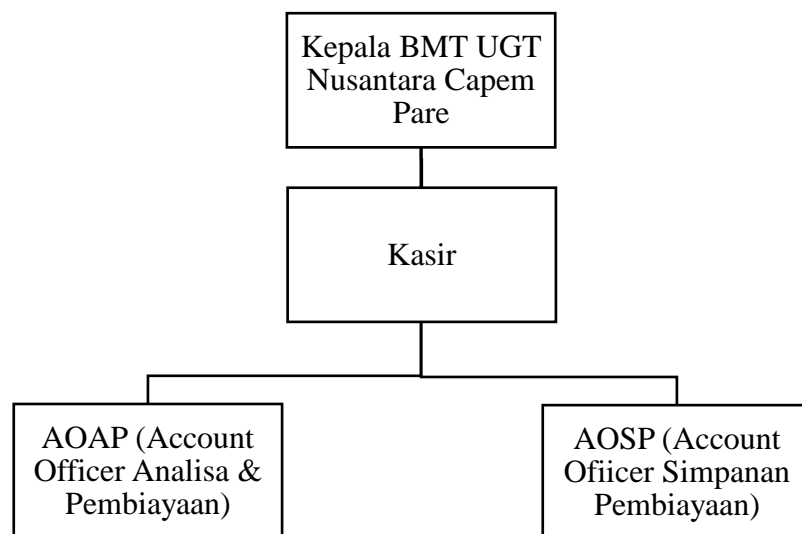 Kepala BMT UGT
Nusantara Capem
Pare
Kasir
AOAP (Account
Officer Analisa &
Pembiayaan)
AOSP (Account
Ofiicer Simpanan
Pembiayaan)